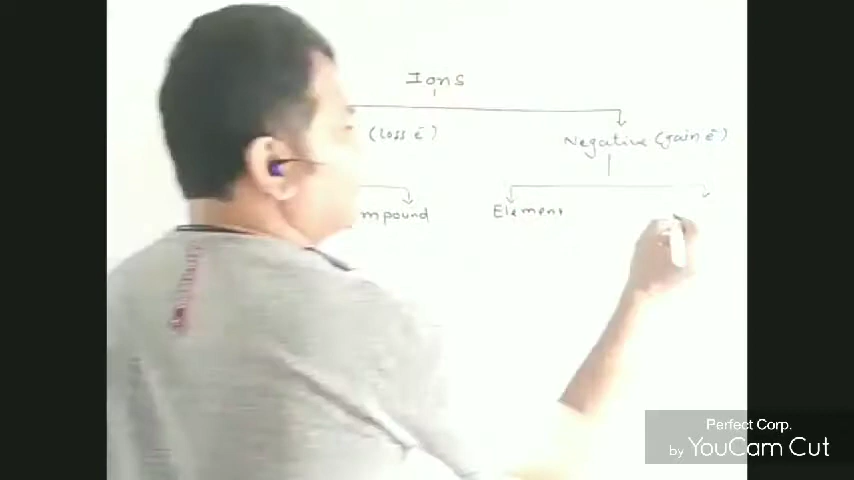 Ions
(loss e⁻) Negative (gain e⁻)
mpound Element
Perfect Corp.
by YouCam Cut